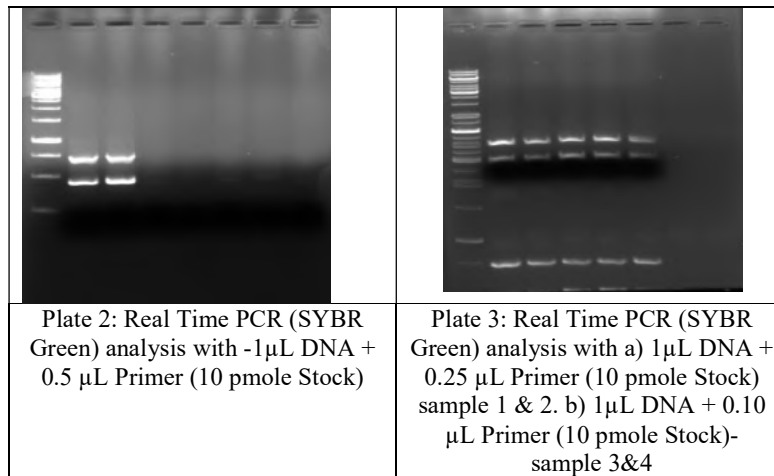 Plate 2: Real Time PCR (SYBR
Green) analysis with -1µL DNA +
0.5 µL Primer (10 pmole Stock)
Plate 3: Real Time PCR (SYBR
Green) analysis with a) 1µL DNA +
0.25 µL Primer (10 pmole Stock)
sample 1 & 2. b) 1µL DNA + 0.10
µL Primer (10 pmole Stock)-
sample 3&4